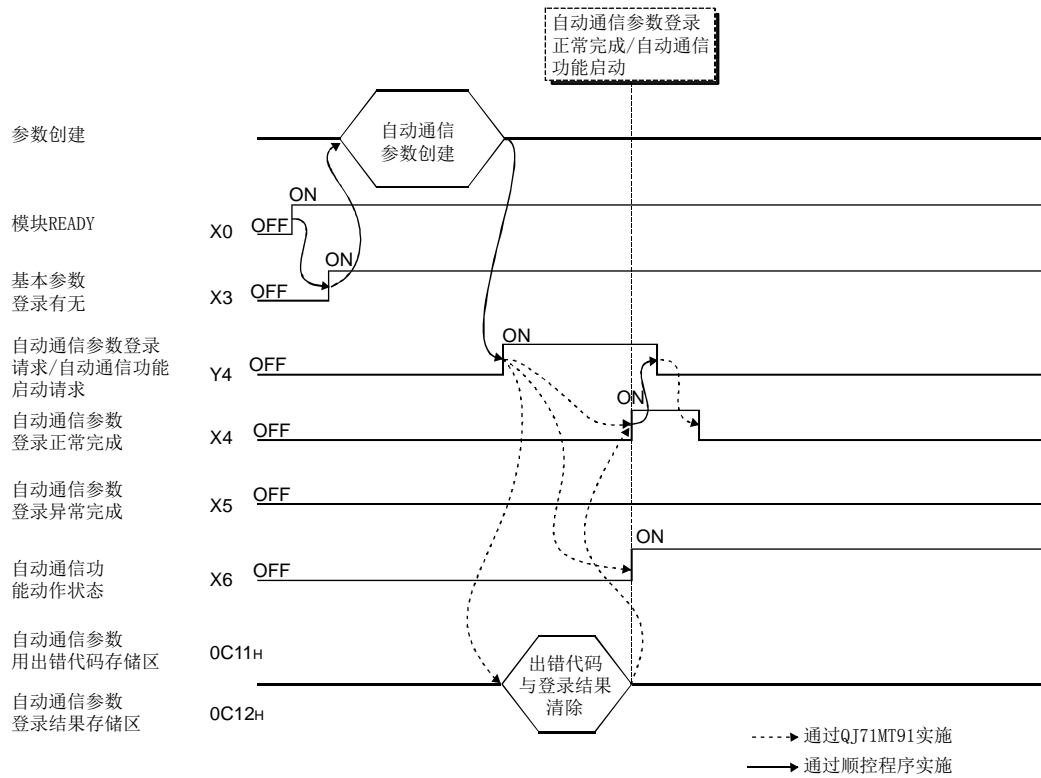 自动通信参数登录
正常完成/自动通信
功能启动
参数创建
自动通信
参数创建
ON
模块READY
X0
OFF
ON
基本参数
登录有无
X3
OFF
自动通信参数登录
请求/自动通信功能
启动请求
Y4
OFF
ON
自动通信参数
登录正常完成
X4
OFF
ON
自动通信参数
登录异常完成
X5
OFF
ON
自动通信功
能动作状态
X6
OFF
自动通信参数
用出错代码存储区
0C11H
自动通信参数
登录结果存储区
0C12H
出错代码
与登录结果
清除
通过QJ71MT91实施
通过顺控程序实施